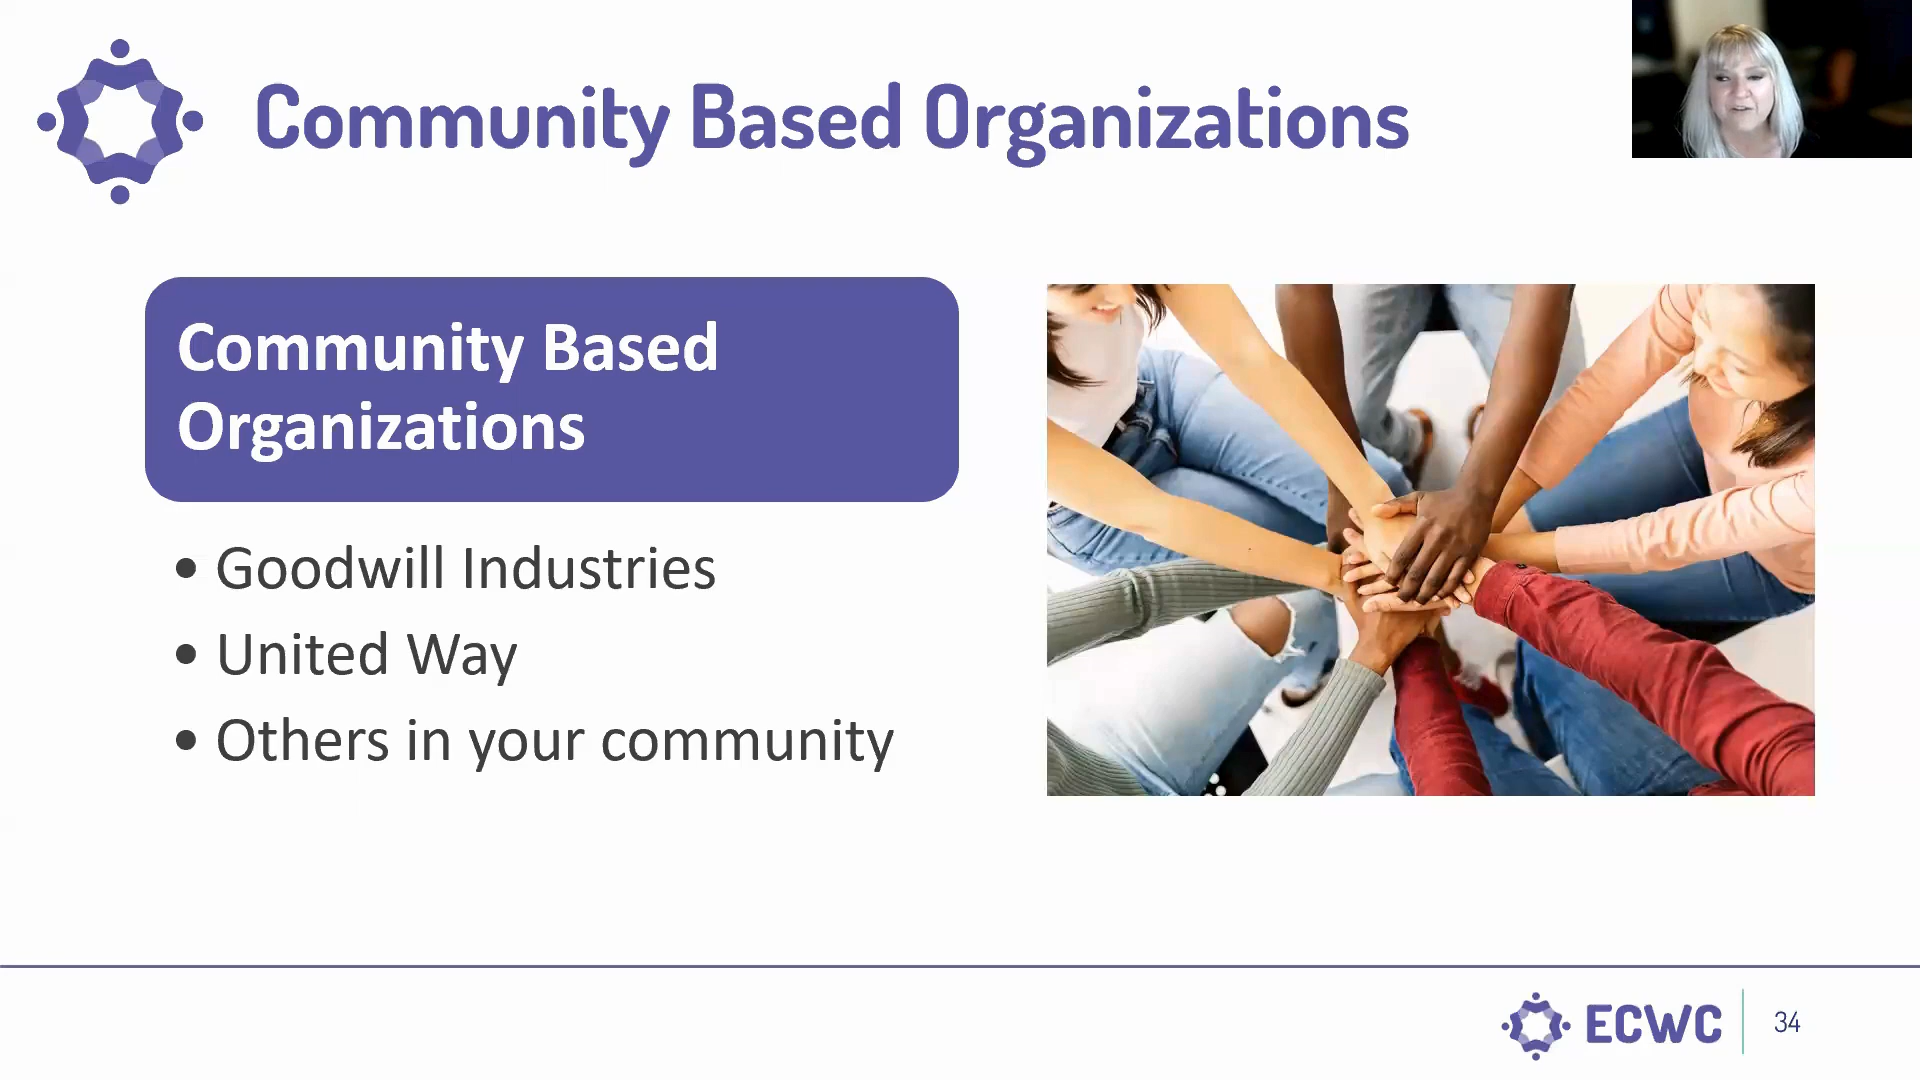 Community Based Organizations
Community Based
Organizations
• Goodwill Industries
• United Way
• Others in your community
ECWC
34